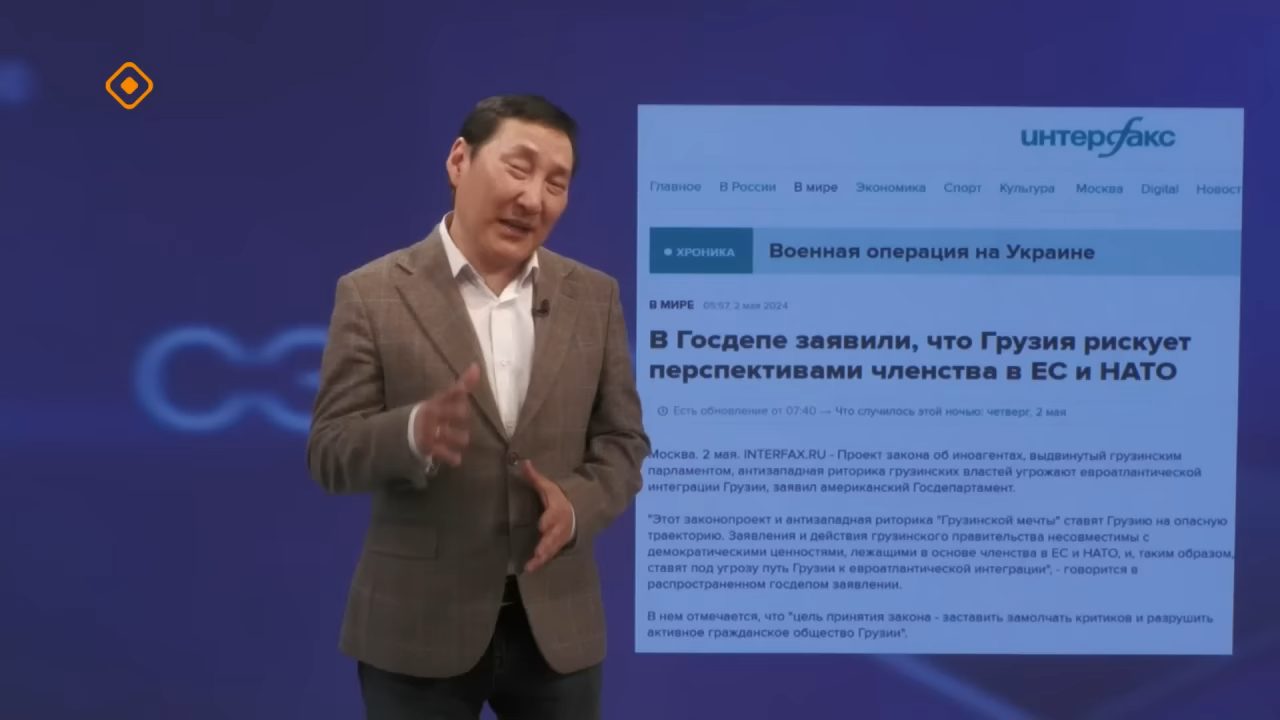 СЭ
интерфакс
Главное В России В мире Экономика Спорт Культура Москва Digital Новост
ХРОНИКА Военная операция на Украине
В МИРЕ 05:57, 2 мая 2024
В Госдепе заявили, что Грузия рискует
перспективами членства в ЕС и НАТО
Есть обновление от 07:40 → Что случилось этой ночью: четверг, 2 мая
Москва. 2 мая. INTERFAX.RU - Проект закона об иноагентах, выдвинутый грузинским
парламентом, антизападная риторика грузинских властей угрожают евроатлантической
интеграции Грузии, заявил американский Госдепартамент.
"Этот законопроект и антизападная риторика "Грузинской мечты" ставят Грузию на опасную
траекторию. Заявления и действия грузинского правительства несовместимы с
демократическими ценностями, лежащими в основе членства в ЕС и НАТО, и, таким образом,
ставят под угрозу путь Грузии к евроатлантической интеграции", - говорится в
распространенном госдепом заявлении.
В нем отмечается, что "цель принятия закона - заставить замолчать критиков и разрушить
активное гражданское общество Грузии".